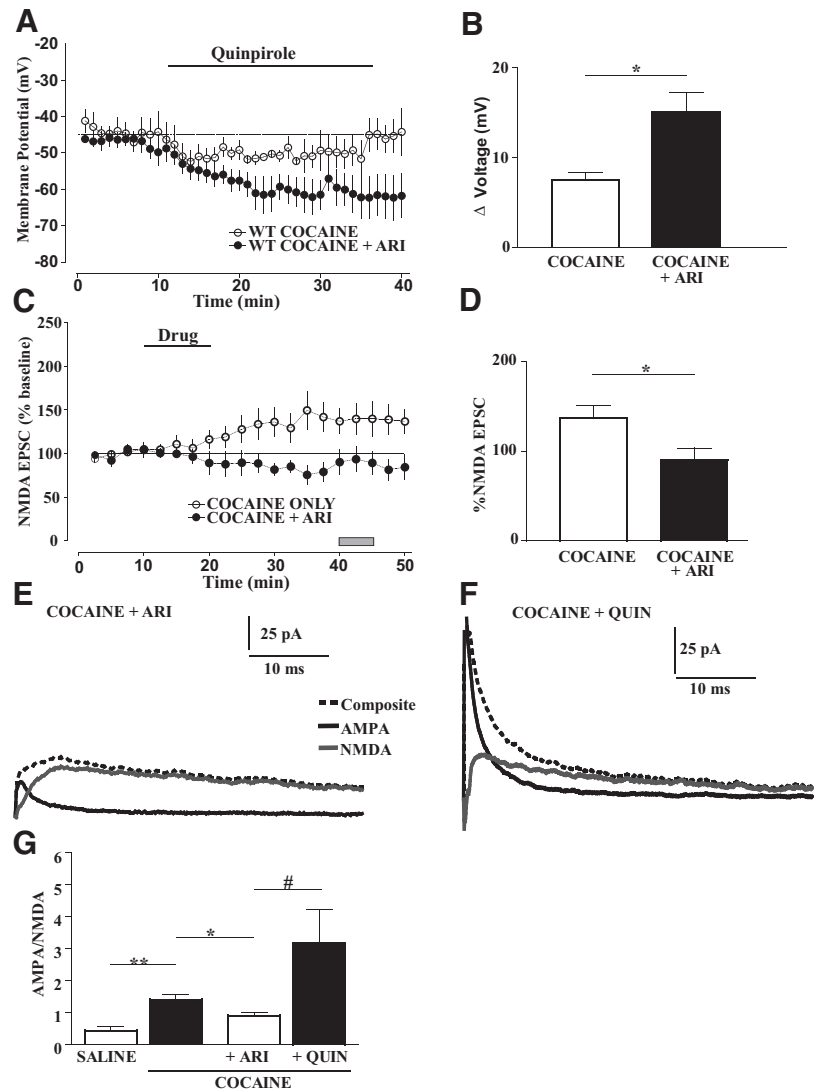 A
-20
-30
-40
-50
-60
-70
-80
Membrane Potential (mV)
Quinpirole
WT COCAINE
WT COCAINE + ARI
0
10
20
30
40
Time (min)
B
20
10
0
Δ Voltage (mV)
*
COCAINE
COCAINE
+ ARI
C
250
200
150
100
50
0
NMDA EPSC (% baseline)
Drug
COCAINE ONLY
COCAINE + ARI
0
10
20
30
40
50
Time (min)
D
200
100
0
%NMDA EPSC
*
COCAINE
COCAINE
+ ARI
E
COCAINE + ARI
25 pA
10 ms
Composite
AMPA
NMDA
F
COCAINE + QUIN
25 pA
10 ms
G
6
5
4
3
2
1
0
AMPA/NMDA
**
*
#
SALINE
+ ARI
+ QUIN
COCAINE